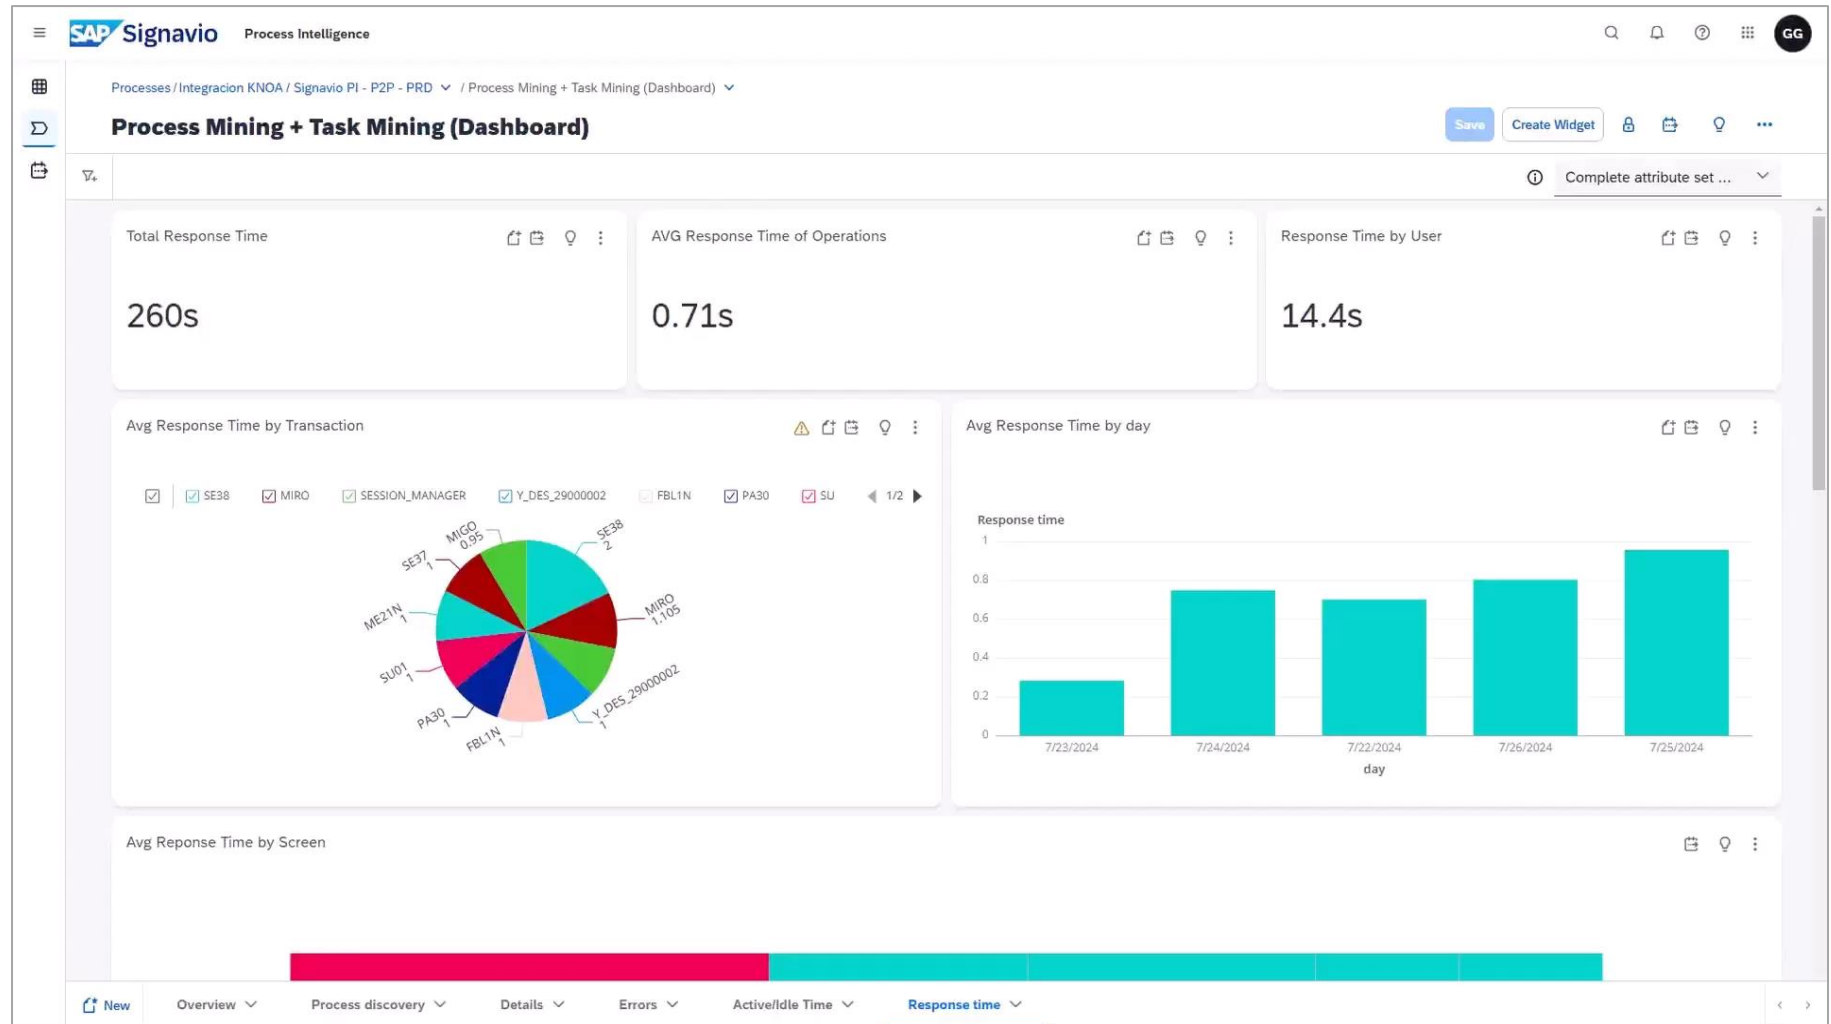 SAP Signavio Process Intelligence
GG
Processes / Integracion KNOA / Signavio PI - P2P - PRD / Process Mining + Task Mining (Dashboard)
Process Mining + Task Mining (Dashboard)
Save
Create Widget
Complete attribute set ...
Total Response Time
260s
AVG Response Time of Operations
0.71s
Response Time by User
14.4s
Avg Response Time by Transaction
SE38 MIRO SESSION_MANAGER Y_DES_29000002 FBL1N PA30 SU 1/2
SE38
2
MIRO
1.105
Y_DES_29000002
1
FBL1N
1
PA30
1
SU01
1
ME21N
1
SE37
1
MIGO
0.95
Avg Response Time by day
Response time
1
0.8
0.6
0.4
0.2
0
7/23/2024 7/24/2024 7/22/2024 7/26/2024 7/25/2024
day
Avg Reponse Time by Screen
New Overview Process discovery Details Errors Active/Idle Time Response time